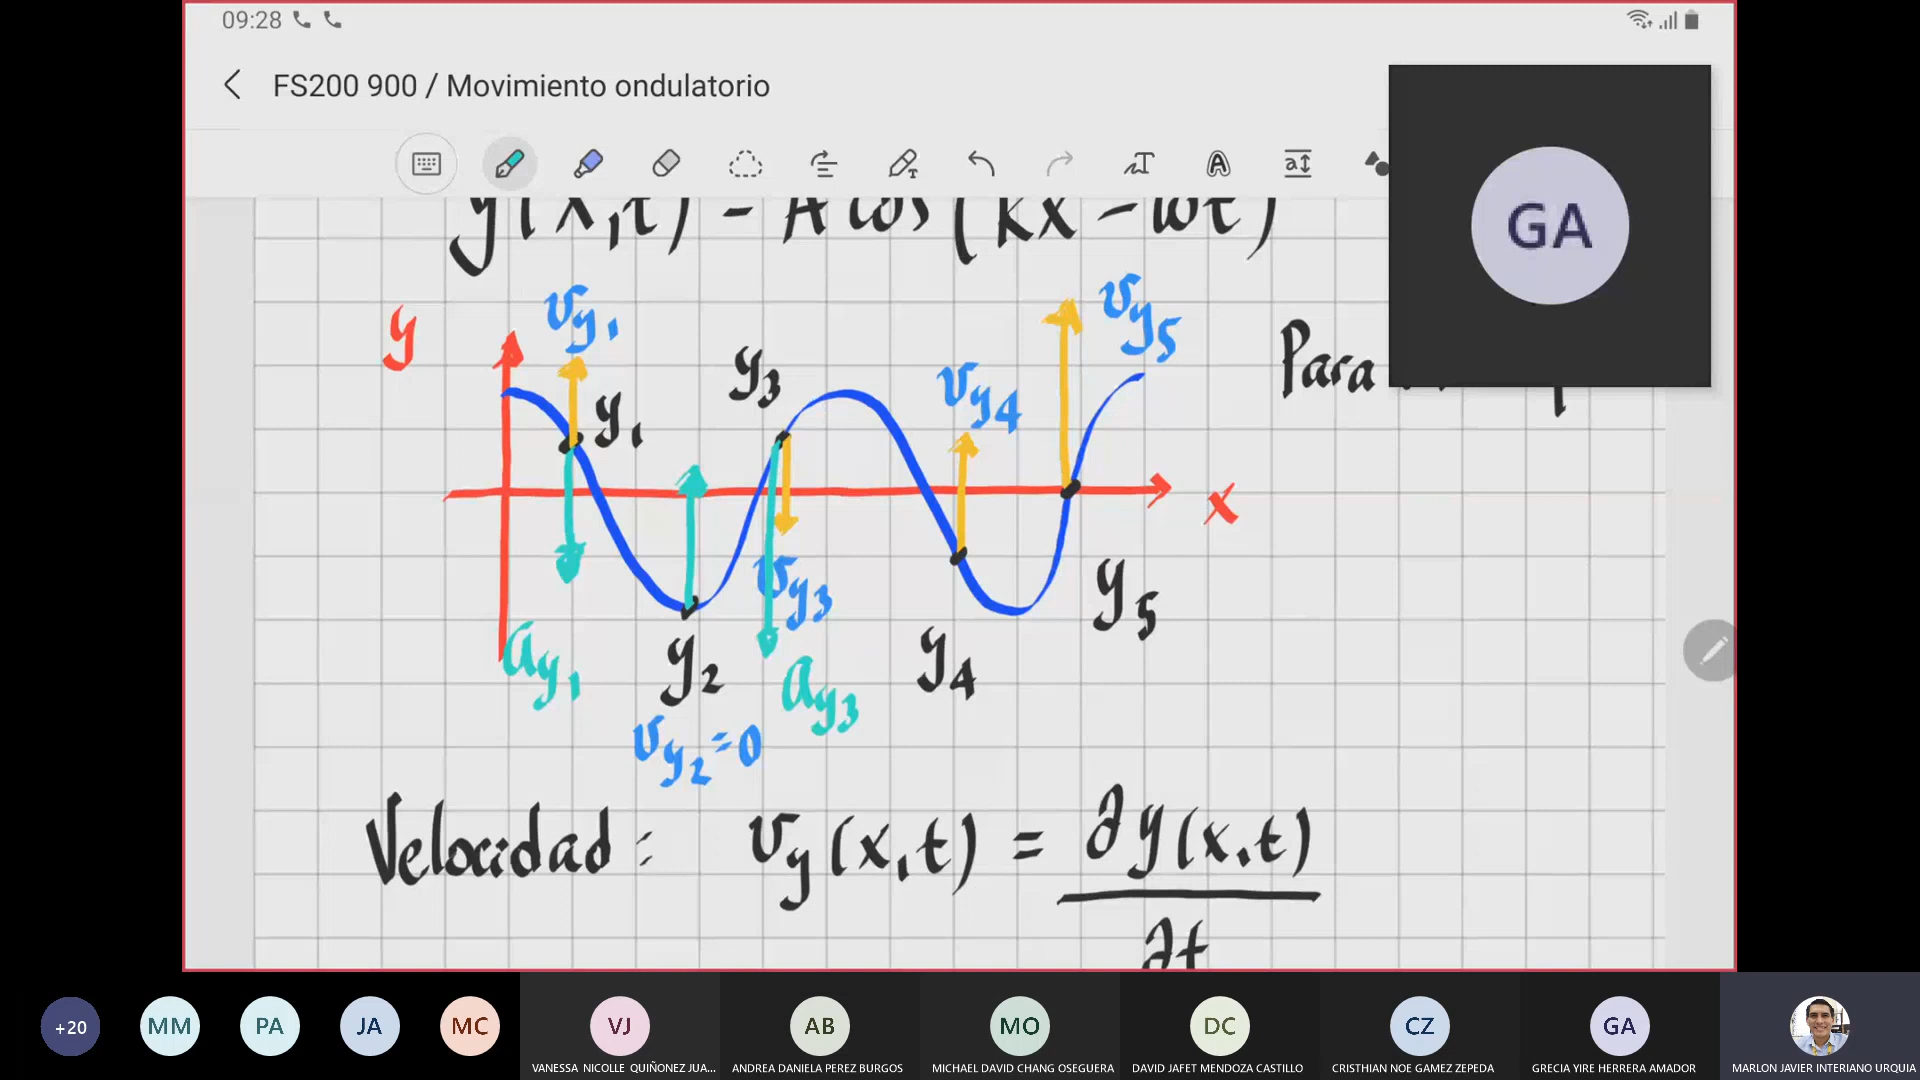 09:28
FS200 900 / Movimiento ondulatorio
y(x,t) = A cos(kx - ωt)
y
vy1
y1
y3
vy4
vy5
Para
GA
x
ay1
y2
vy2=0
vy3
ay3
y4
y5
Velocidad: vy(x,t) = ∂y(x,t)
∂t
+20
MM
PA
JA
MC
VJ
AB
MO
DC
CZ
GA
VANESSA NICOLLE QUIÑONEZ JUA...
ANDREA DANIELA PEREZ BURGOS
MICHAEL DAVID CHANG OSEGUERA
DAVID JAFET MENDOZA CASTILLO
CRISTHIAN NOE GAMEZ ZEPEDA
GRECIA YIRE HERRERA AMADOR
MARLON JAVIER INTERIANO URQUIA